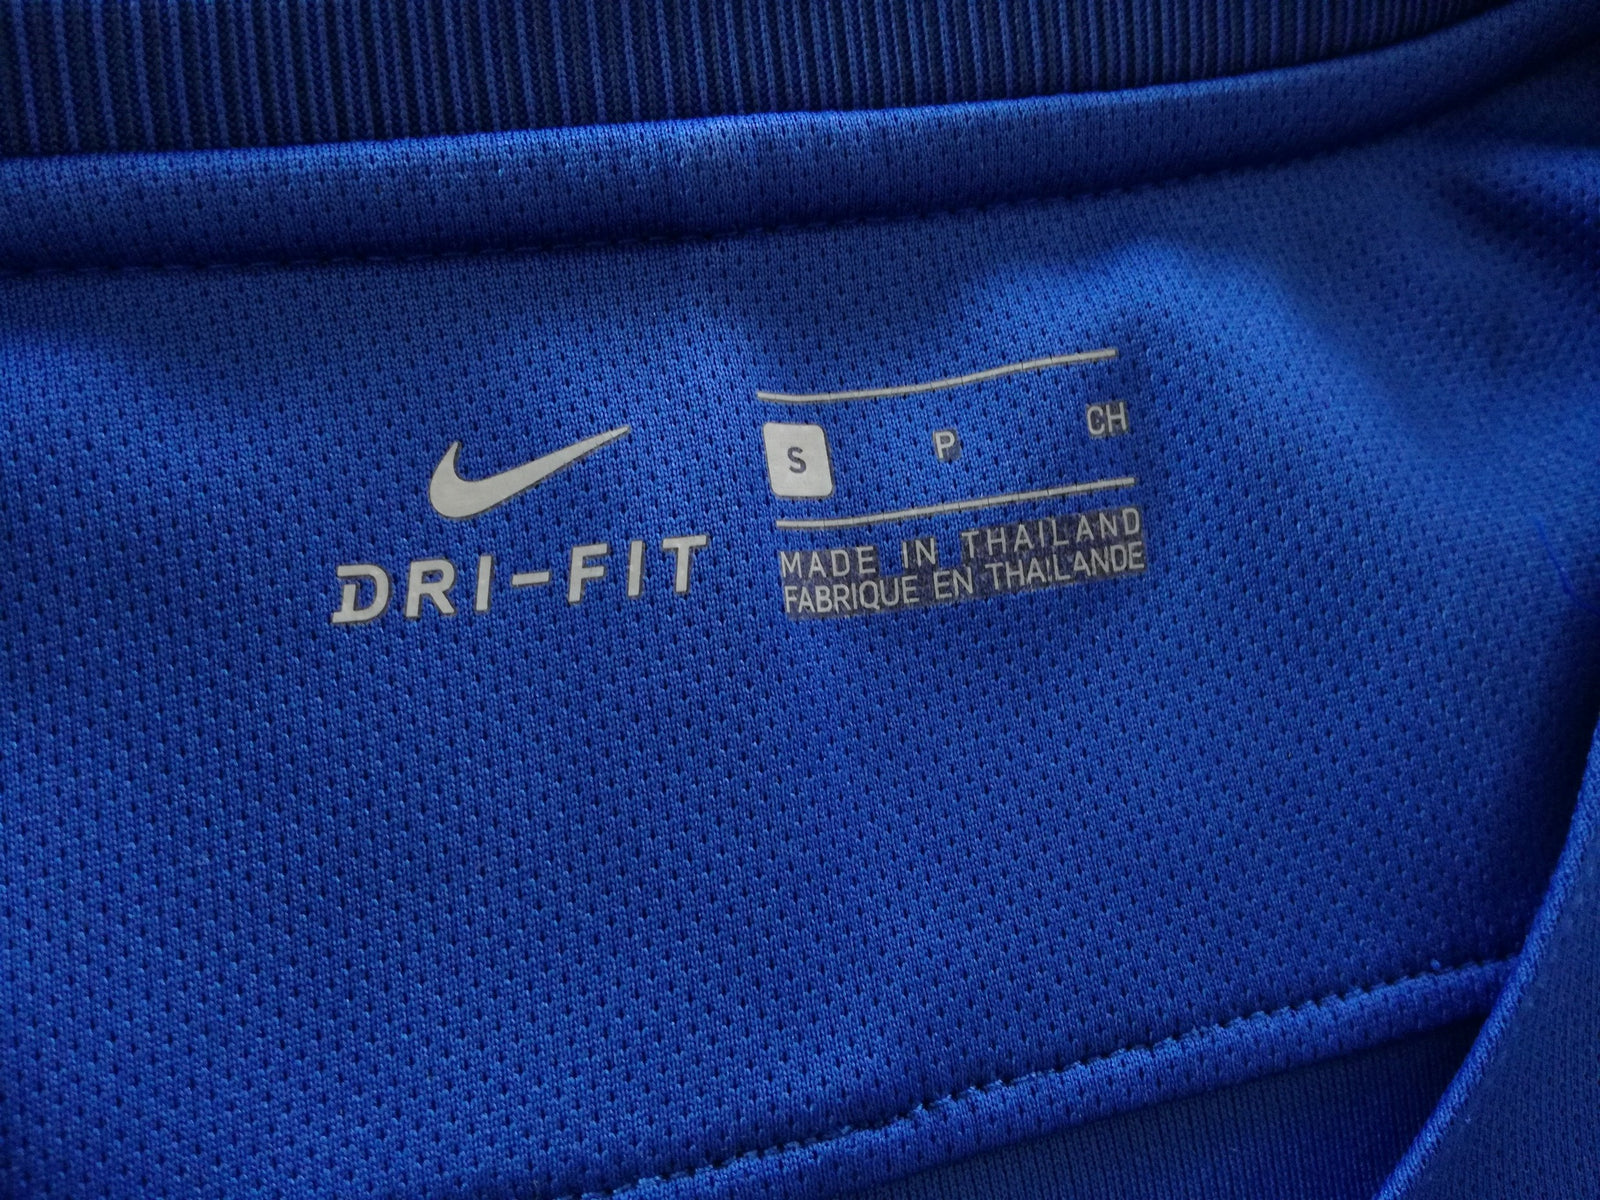 DRI-FIT
S P CH
MADE IN THAILAND
FABRIQUE EN THAILANDE